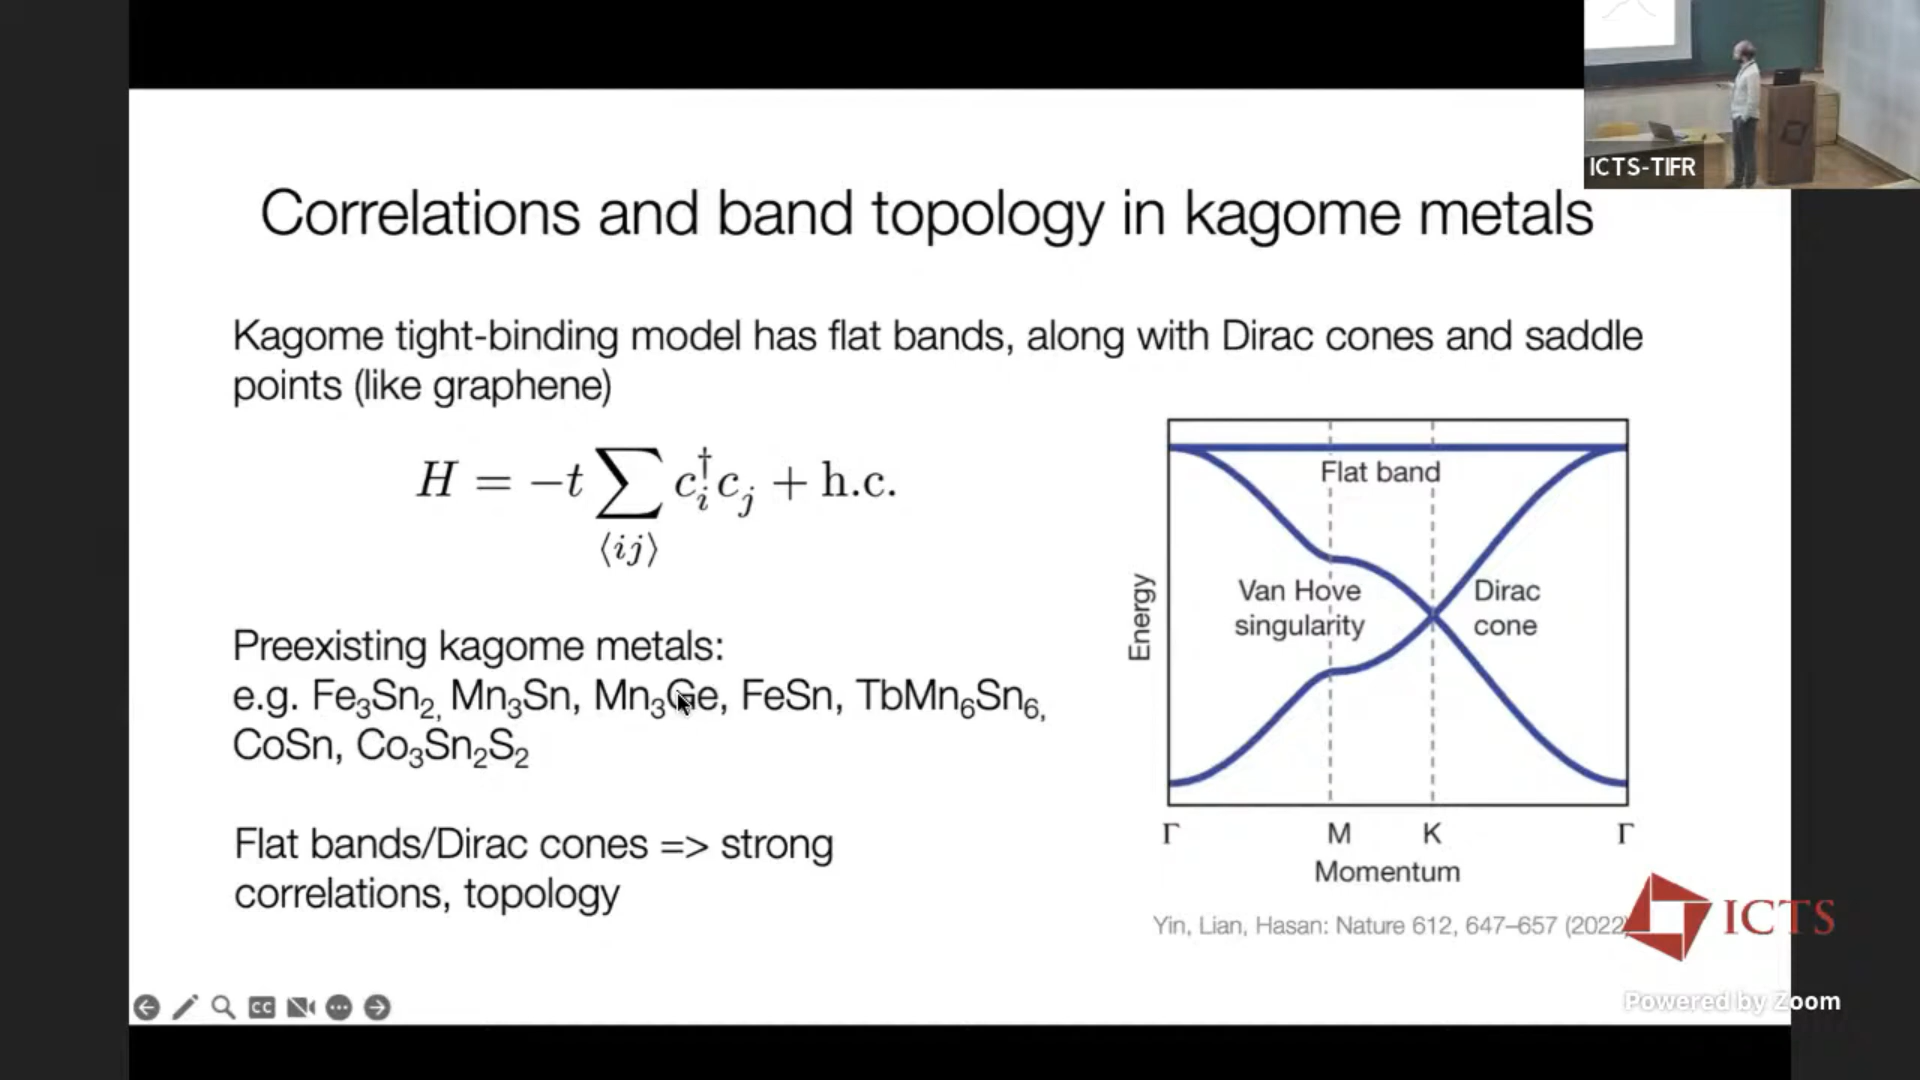 ICTS-TIFR
Correlations and band topology in kagome metals
Kagome tight-binding model has flat bands, along with Dirac cones and saddle
points (like graphene)
H = −t ∑⟨ij⟩ c†i cj + h.c.
Preexisting kagome metals:
e.g. Fe3Sn2, Mn3Sn, Mn3Ge, FeSn, TbMn6Sn6,
CoSn, Co3Sn2S2
Flat bands/Dirac cones => strong
correlations, topology
Flat band
Van Hove
singularity
Dirac
cone
Energy
Γ M K Γ
Momentum
Yin, Lian, Hasan: Nature 612, 647–657 (2022)
ICTS
CC
Powered by Zoom